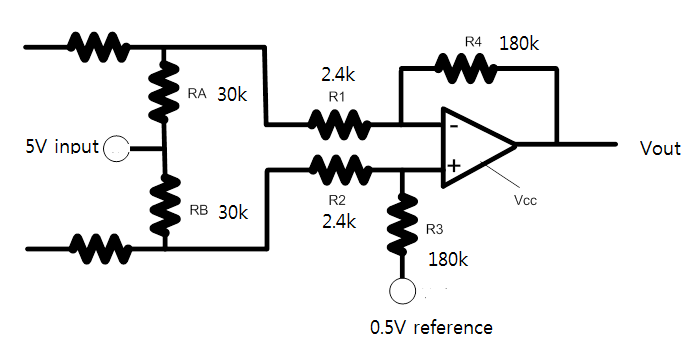 R4 180k
2.4k
R1
RA 30k
5V input
-
Vout
+
Vcc
RB 30k
R2
2.4k
R3
180k
0.5V reference